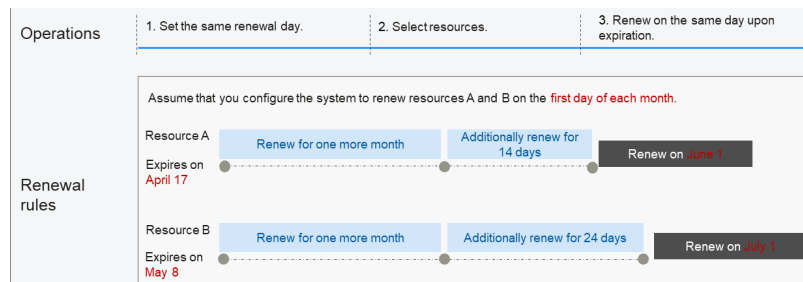 Operations
1. Set the same renewal day.
2. Select resources.
3. Renew on the same day upon
expiration.
Renewal
rules
Assume that you configure the system to renew resources A and B on the first day of each month.
Resource A
Expires on
April 17
Renew for one more month
Additionally renew for
14 days
Renew on June 1
Resource B
Expires on
May 8
Renew for one more month
Additionally renew for 24 days
Renew on July 1